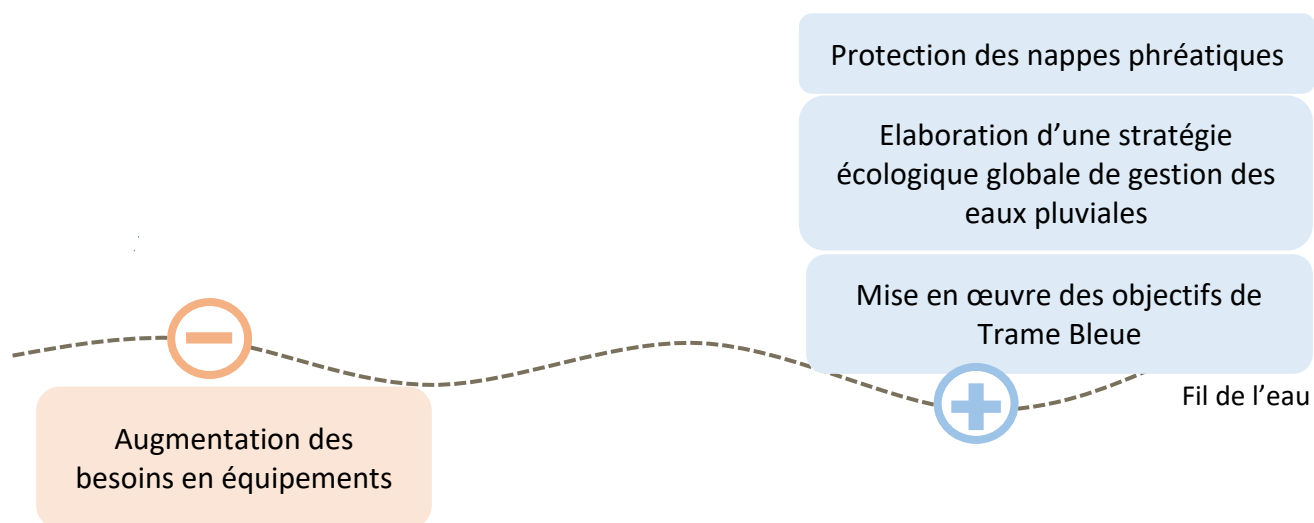 Protection des nappes phréatiques
Elaboration d’une stratégie
écologique globale de gestion des
eaux pluviales
Mise en œuvre des objectifs de
Trame Bleue
Fil de l’eau
Augmentation des
besoins en équipements